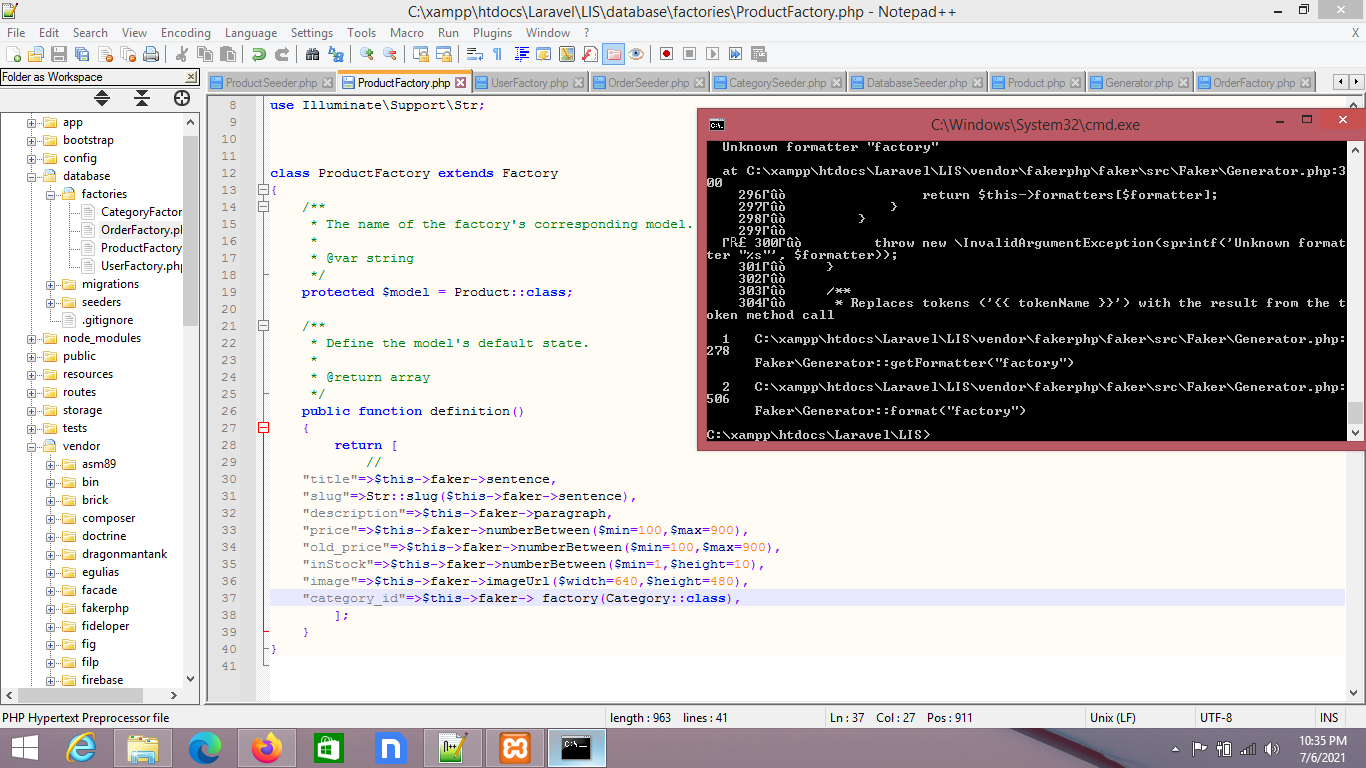 C:\xampp\htdocs\Laravel\LIS\database\factories\ProductFactory.php - Notepad++
File Edit Search View Encoding Language Settings Tools Macro Run Plugins Window ? X
Folder as Workspace
ProductSeeder.php ProductFactory.php UserFactory.php OrderSeeder.php CategorySeeder.php DatabaseSeeder.php Product.php Generator.php OrderFactory.php
app
bootstrap
config
database
factories
CategoryFactor
OrderFactory.pl
ProductFactory
UserFactory.php
migrations
seeders
.gitignore
node_modules
public
resources
routes
storage
tests
vendor
asm89
bin
brick
composer
doctrine
dragonmantank
egulias
facade
fakerphp
fideloper
fig
filp
firebase
8 use Illuminate\Support\Str;
9
10
11
12 class ProductFactory extends Factory
13 {
14 /**
15 * The name of the factory's corresponding model.
16 *
17 * @var string
18 */
19 protected $model = Product::class;
20
21 /**
22 * Define the model's default state.
23 *
24 * @return array
25 */
26 public function definition()
27 {
28 return [
29 //
30 "title"=>$this->faker->sentence,
31 "slug"=>Str::slug($this->faker->sentence),
32 "description"=>$this->faker->paragraph,
33 "price"=>$this->faker->numberBetween($min=100,$max=900),
34 "old_price"=>$this->faker->numberBetween($min=100,$max=900),
35 "inStock"=>$this->faker->numberBetween($min=1,$height=10),
36 "image"=>$this->faker->imageUrl($width=640,$height=480),
37 "category_id"=>$this->faker-> factory(Category::class),
38 ];
39 }
40 }
41
C:\Windows\System32\cmd.exe
Unknown formatter "factory"
at C:\xampp\htdocs\Laravel\LIS\vendor\fakerphp\faker\src\Faker\Generator.php:3
00
296Γûò return $this->formatters[$formatter];
297Γûò }
298Γûò }
299Γûò
Γ₧£ 300Γûò throw new \InvalidArgumentException(sprintf('Unknown format
ter "%s"', $formatter));
301Γûò }
302Γûò
303Γûò /**
304Γûò * Replaces tokens ('{{ tokenName }}') with the result from the t
oken method call
1 C:\xampp\htdocs\Laravel\LIS\vendor\fakerphp\faker\src\Faker\Generator.php:
278
Faker\Generator::getFormatter("factory")
2 C:\xampp\htdocs\Laravel\LIS\vendor\fakerphp\faker\src\Faker\Generator.php:
506
Faker\Generator::format("factory")
C:\xampp\htdocs\Laravel\LIS>
PHP Hypertext Preprocessor file length : 963 lines : 41 Ln : 37 Col : 27 Pos : 911 Unix (LF) UTF-8 INS
10:35 PM
7/6/2021